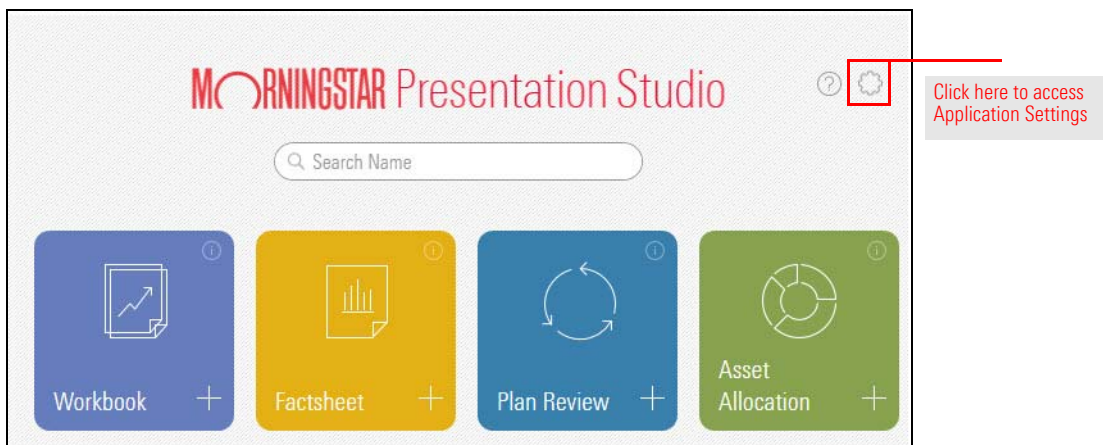 MORNINGSTAR Presentation Studio
?
Click here to access
Application Settings
Search Name
i
i
i
i
Workbook +
Factsheet +
Plan Review +
Asset
Allocation +